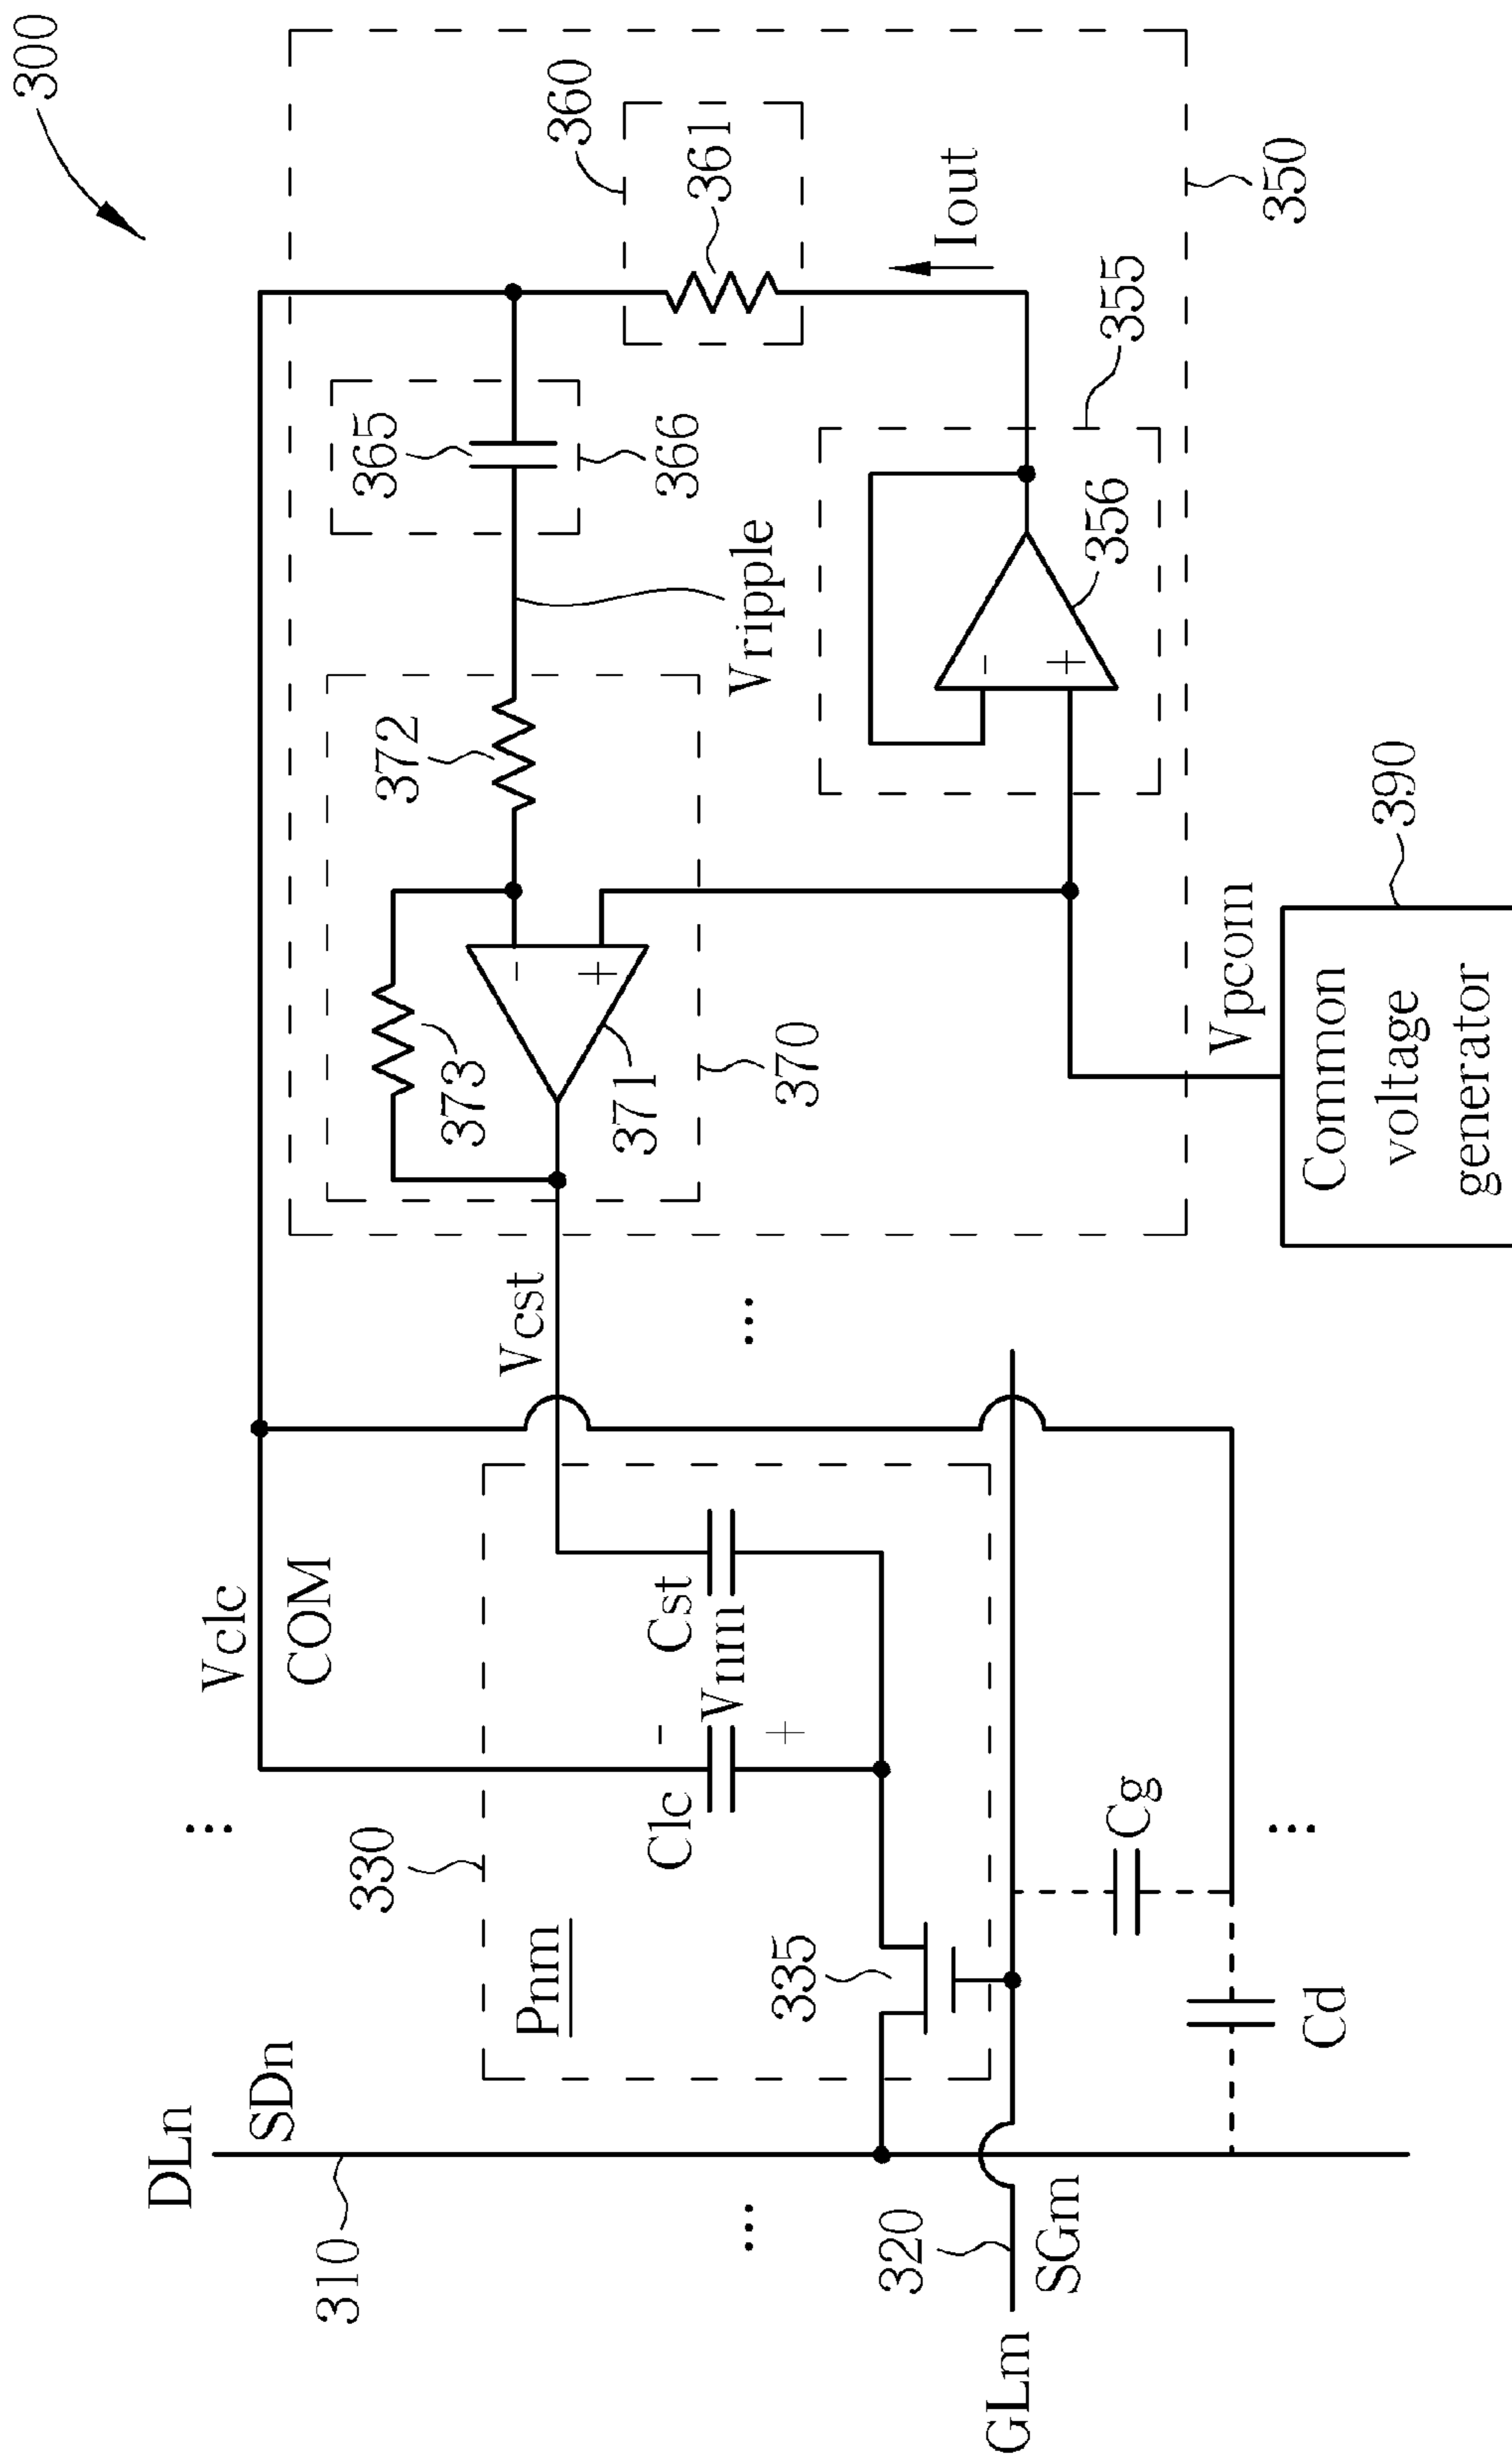 300
DLn
SDn
310
Vclc
COM
330
Pnm
335
Clc
-
Vnm
+
Cst
Vcst
373
-
+
371
370
372
365
366
Vripple
360
361
Iout
355
-
+
356
350
320
GLm
SGm
Cg
Cd
Vpcom
390
Common
voltage
generator
...
...
...
...